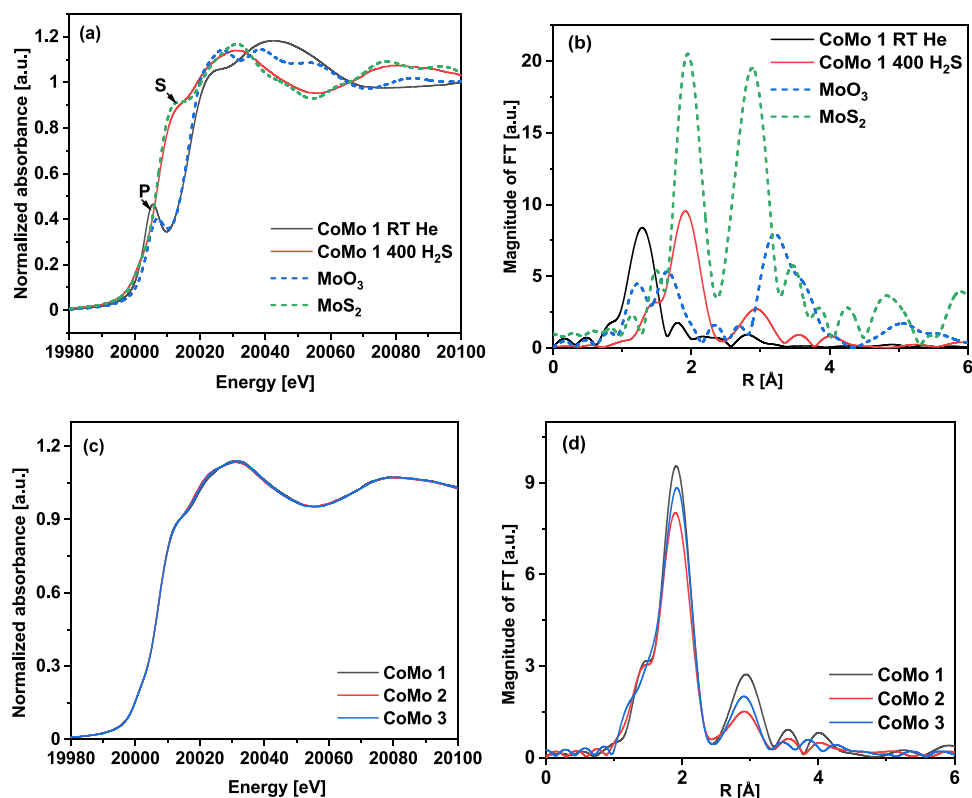 (a)
Normalized absorbance [a.u.]
1.2
1
0.8
0.6
0.4
0.2
0
S
P
CoMo 1 RT He
CoMo 1 400 H₂S
MoO₃
MoS₂
19980 20000 20020 20040 20060 20080 20100
Energy [eV]
(b)
Magnitude of FT [a.u.]
20
15
10
5
0
CoMo 1 RT He
CoMo 1 400 H₂S
MoO₃
MoS₂
0 2 4 6
R [Å]
(c)
Normalized absorbance [a.u.]
1.2
0.9
0.6
0.3
0
CoMo 1
CoMo 2
CoMo 3
19980 20000 20020 20040 20060 20080 20100
Energy [eV]
(d)
Magnitude of FT [a.u.]
9
6
3
0
CoMo 1
CoMo 2
CoMo 3
0 2 4 6
R [Å]